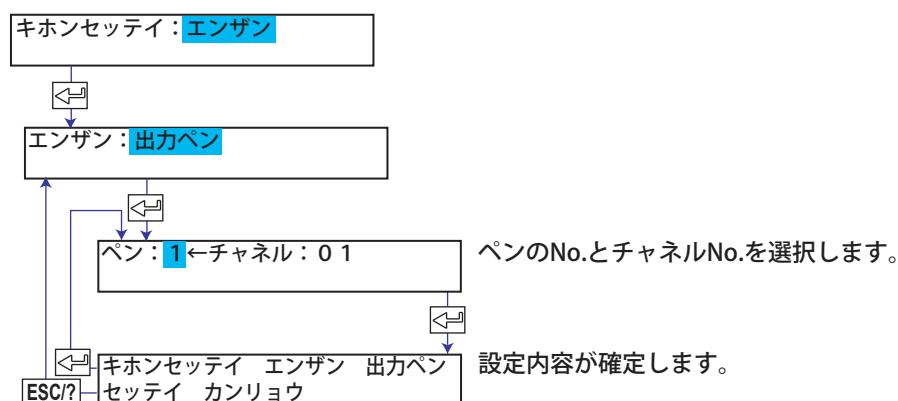 キホンセッテイ：エンザン
エンザン：出力ペン
ペン：１←チャネル：０１
ペンのNo.とチャネルNo.を選択します。
キホンセッテイ　エンザン　出力ペン
セッテイ　カンリョウ
設定内容が確定します。
ESC/?